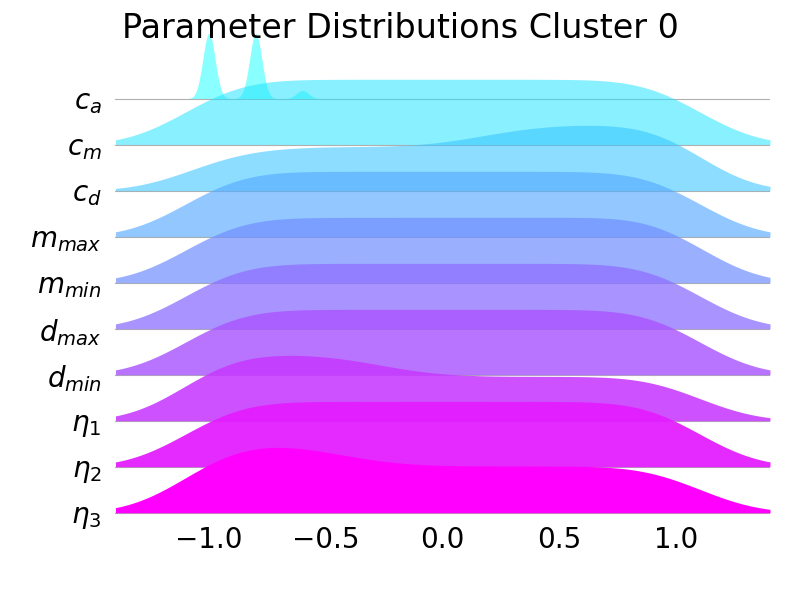 Parameter Distributions Cluster 0
c_a
c_m
c_d
m_max
m_min
d_max
d_min
η_1
η_2
η_3
−1.0 −0.5 0.0 0.5 1.0